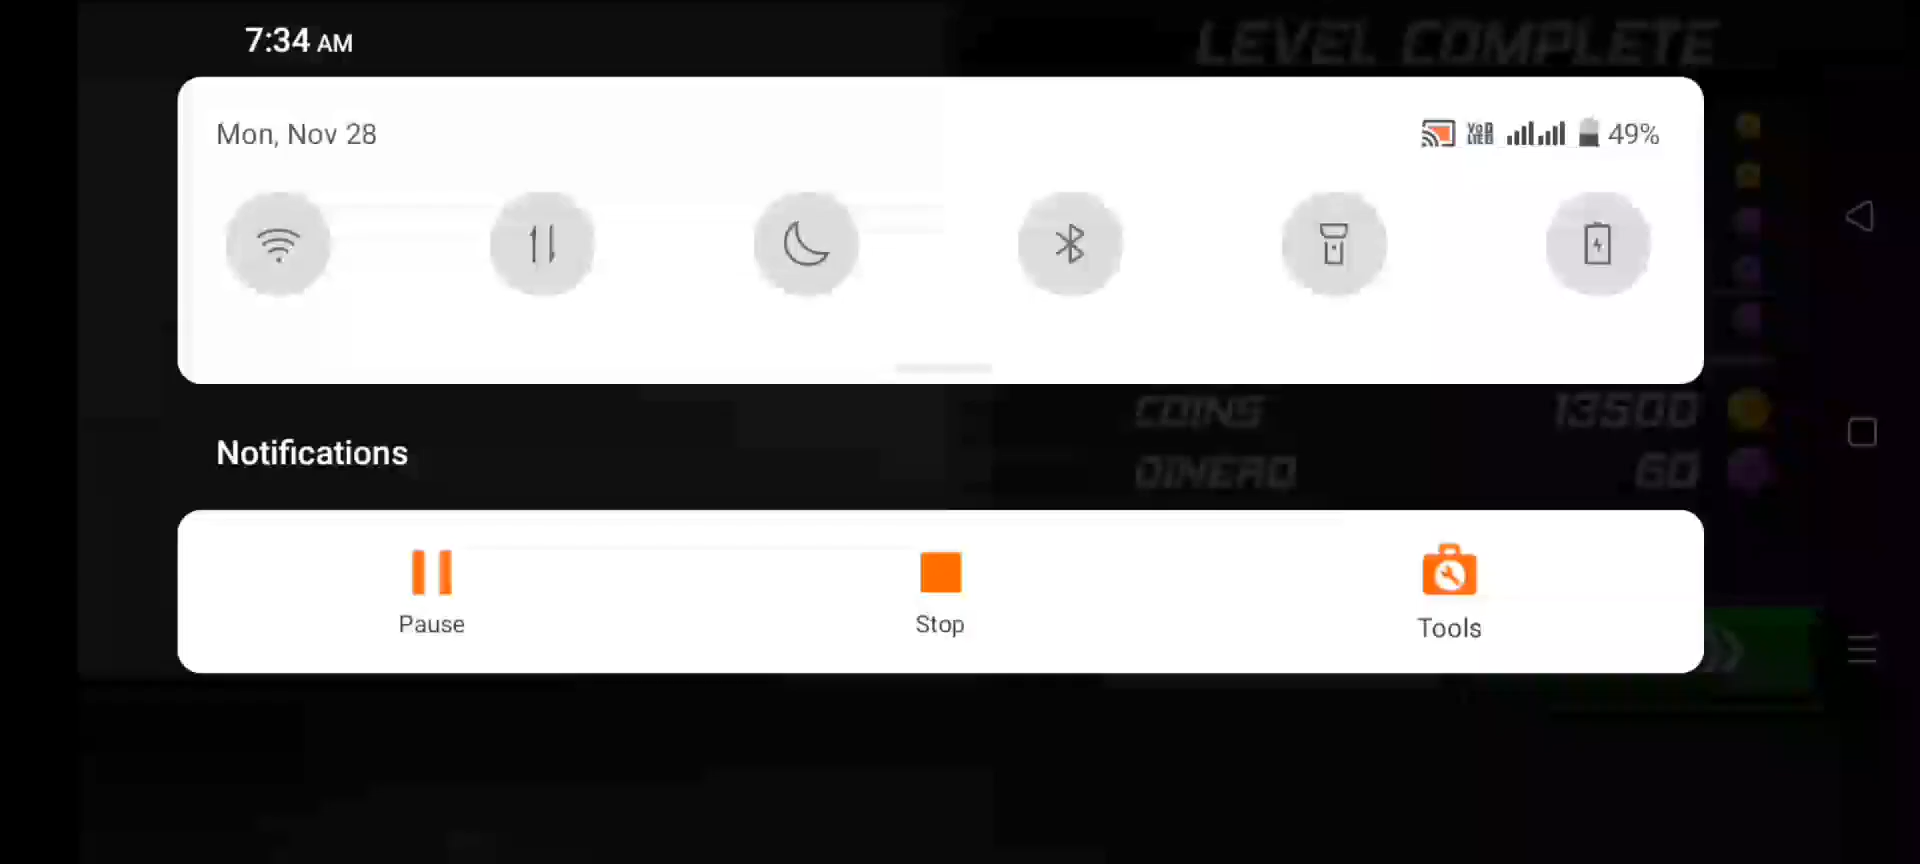 7:34 AM
LEVEL COMPLETE
Mon, Nov 28
49%
COINS 13500
DINERO 60
Notifications
Pause
Stop
Tools